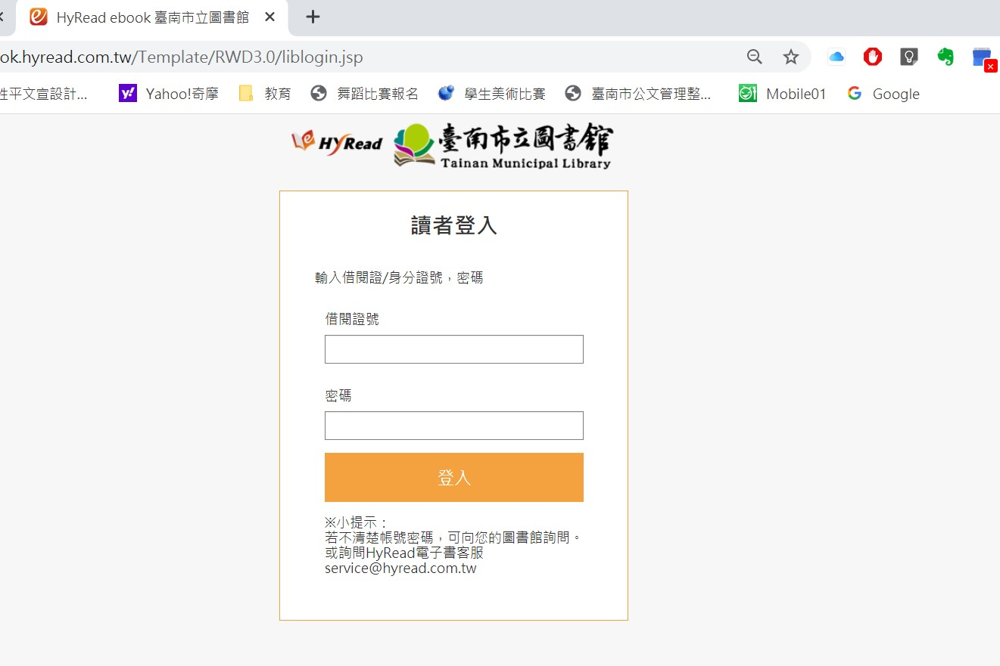 HyRead ebook 臺南市立圖書館
ok.hyread.com.tw/Template/RWD3.0/liblogin.jsp
性平文宣設計... Yahoo!奇摩 教育 舞蹈比賽報名 學生美術比賽 臺南市公文管理整... Mobile01 Google
HyRead 臺南市立圖書館
Tainan Municipal Library
讀者登入
輸入借閱證/身分證號，密碼
借閱證號
密碼
登入
※小提示：
若不清楚帳號密碼，可向您的圖書館詢問。
或詢問HyRead電子書客服
service@hyread.com.tw